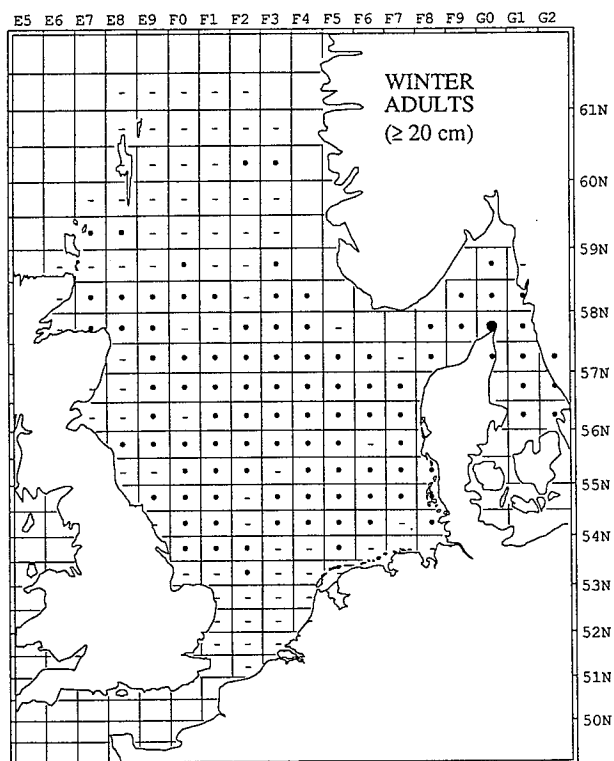 E5 E6 E7 E8 E9 F0 F1 F2 F3 F4 F5 F6 F7 F8 F9 G0 G1 G2
WINTER
ADULTS
(≥ 20 cm)
61N
60N
59N
58N
57N
56N
55N
54N
53N
52N
51N
50N